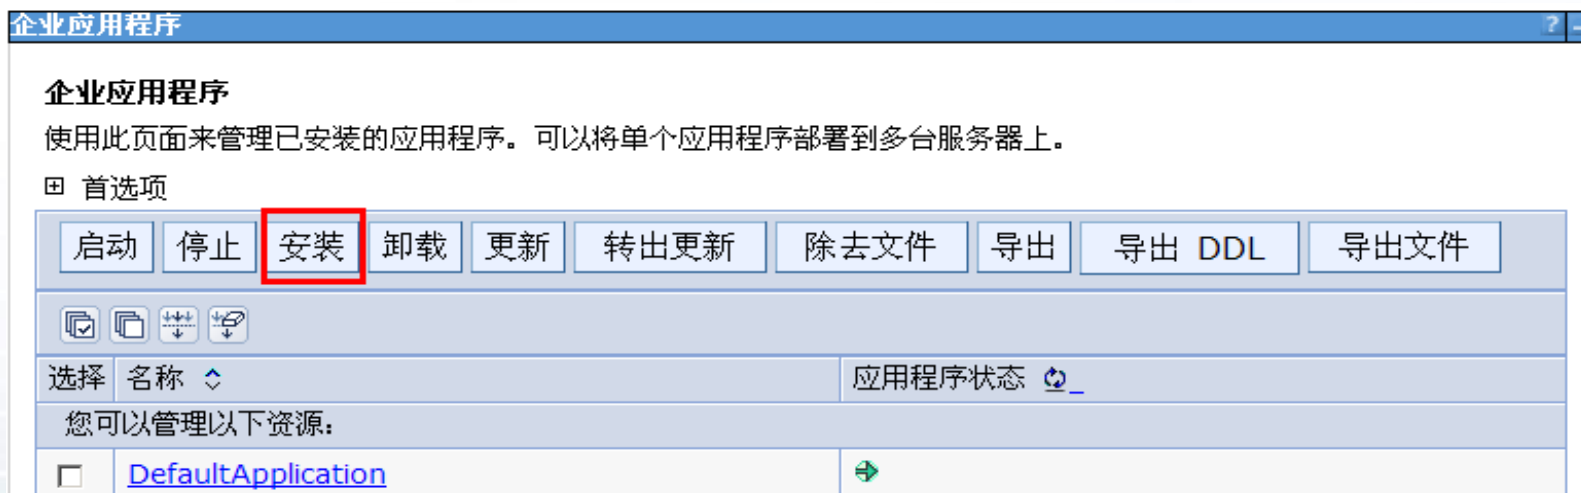 企业应用程序
企业应用程序
使用此页面来管理已安装的应用程序。可以将单个应用程序部署到多台服务器上。
首选项
启动 停止 安装 卸载 更新 转出更新 除去文件 导出 导出 DDL 导出文件
选择 名称 应用程序状态
您可以管理以下资源：
DefaultApplication